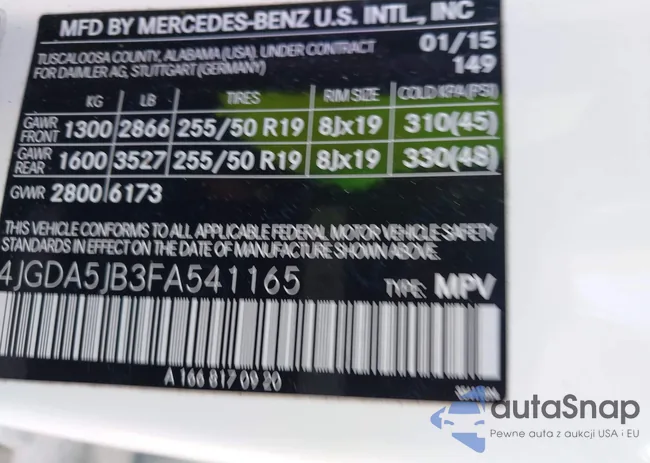 MFD BY MERCEDES-BENZ U.S. INTL., INC
TUSCALOOSA COUNTY, ALABAMA (USA), UNDER CONTRACT 01/15
FOR DAIMLER AG, STUTTGART (GERMANY) 149
KG LB TIRES RIM SIZE COLD KPA (PSI)
GAWR FRONT 1300 2866 255/50 R19 8Jx19 310(45)
GAWR REAR 1600 3527 255/50 R19 8Jx19 330(48)
GVWR 2800 6173
THIS VEHICLE CONFORMS TO ALL APPLICABLE FEDERAL MOTOR VEHICLE SAFETY
STANDARDS IN EFFECT ON THE DATE OF MANUFACTURE SHOWN ABOVE.
4JGDA5JB3FA541165 TYPE: MPV
A 166 817 09 20
autaSnap
Pewne auta z aukcji USA i EU